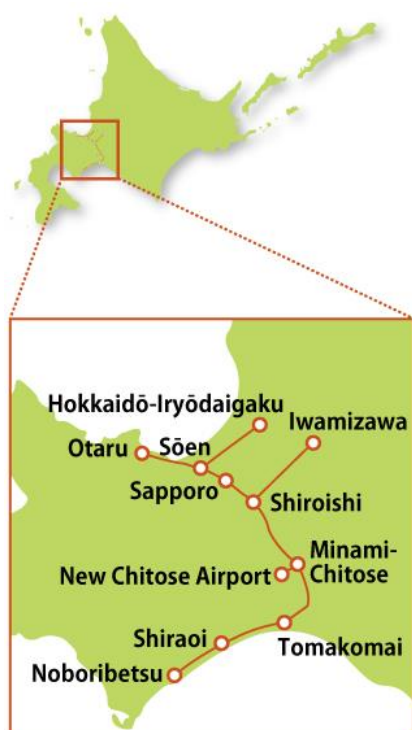 Hokkaidō-Iryōdaigaku
Iwamizawa
Otaru
Sōen
Sapporo
Shiroishi
New Chitose Airport
Minami-
Chitose
Shiraoi
Tomakomai
Noboribetsu